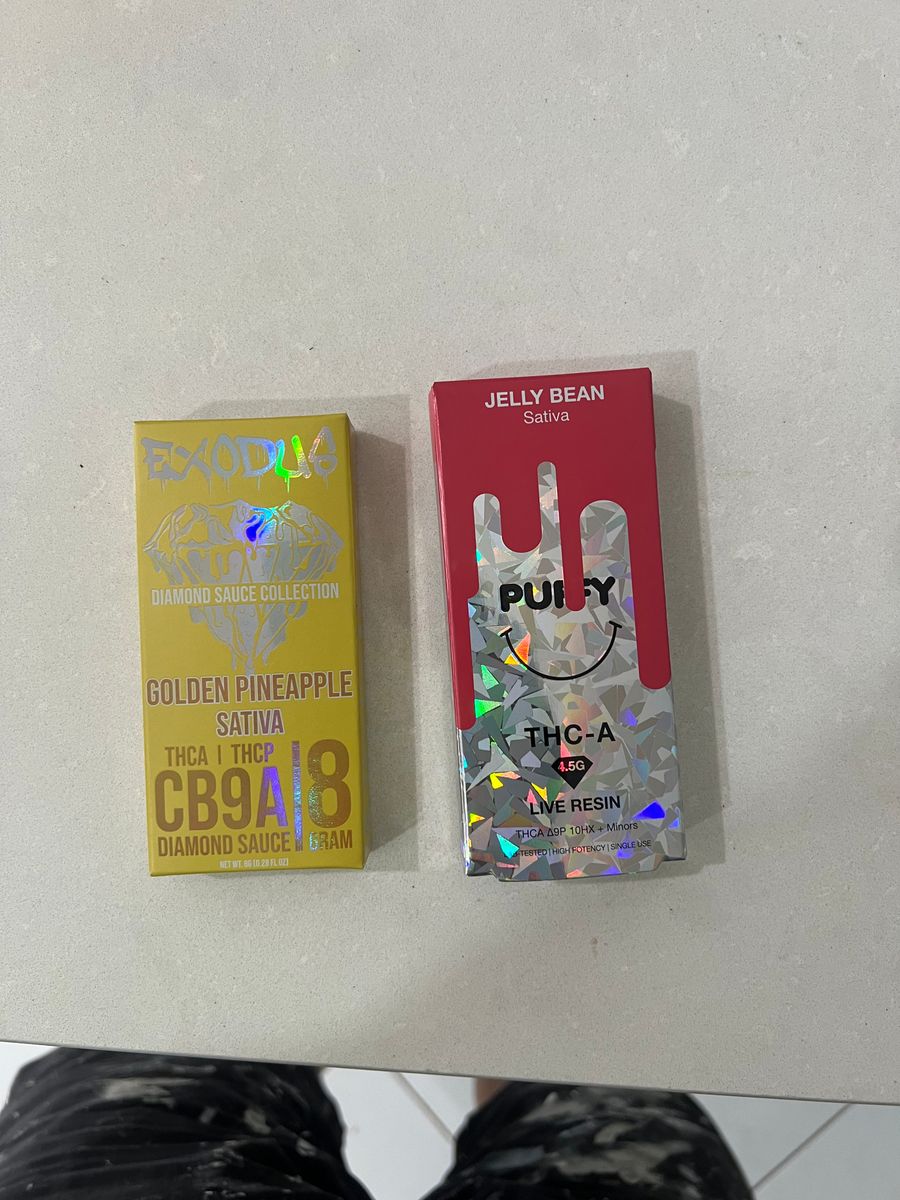 EXODUS
DIAMOND SAUCE COLLECTION
GOLDEN PINEAPPLE
SATIVA
THCA | THCP
CB9A
DIAMOND SAUCE
8
GRAM
NET WT. 8G [0.28 FL OZ]
JELLY BEAN
Sativa
PUFFY
THC-A
4.5G
LIVE RESIN
THCA Δ9P 10HX + Minors
TESTED | HIGH POTENCY | SINGLE USE